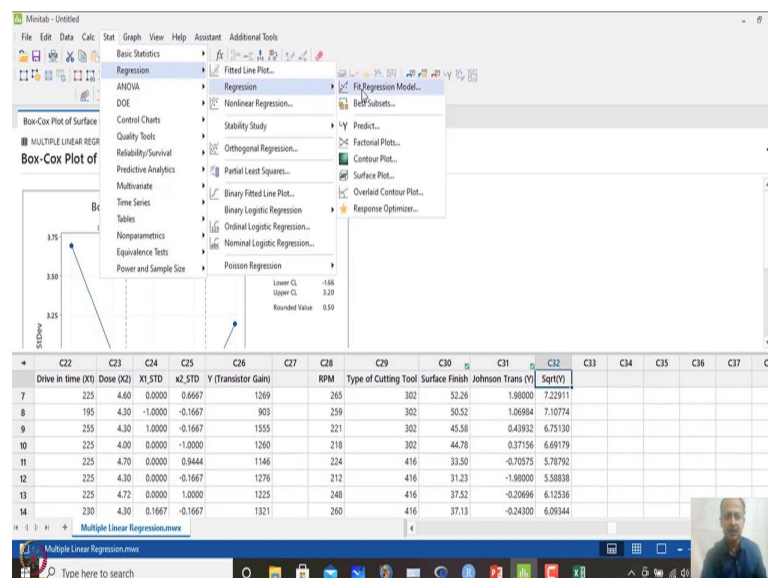 Minitab - Untitled
File Edit Data Calc Stat Graph View Help Assistant Additional Tools
Basic Statistics
Regression
ANOVA
DOE
Control Charts
Quality Tools
Reliability/Survival
Predictive Analytics
Multivariate
Time Series
Tables
Nonparametrics
Equivalence Tests
Power and Sample Size
Fitted Line Plot...
Regression
Nonlinear Regression...
Stability Study
Orthogonal Regression...
Partial Least Squares...
Binary Fitted Line Plot...
Binary Logistic Regression
Ordinal Logistic Regression...
Nominal Logistic Regression...
Poisson Regression
Fit Regression Model...
Best Subsets...
Predict...
Factorial Plots...
Contour Plot...
Surface Plot...
Overlaid Contour Plot...
Response Optimizer...
Box-Cox Plot of Surface
MULTIPLE LINEAR REGR
Box-Cox Plot of
3.75
3.50
3.25
StDev
Lower CL -1.66
Upper CL 3.20
Rounded Value 0.50
C22 C23 C24 C25 C26 C27 C28 C29 C30 C31 C32 C33 C34 C35 C36 C37
Drive in time (X1) Dose (X2) X1_STD x2_STD Y (Transistor Gain) RPM Type of Cutting Tool Surface Finish Johnson Trans (Y) Sqrt(Y)
7 225 4.60 0.0000 0.6667 1269 265 302 52.26 1.98000 7.22911
8 195 4.30 -1.0000 -0.1667 903 259 302 50.52 1.06984 7.10774
9 255 4.30 1.0000 -0.1667 1555 221 302 45.58 0.43932 6.75130
10 225 4.00 0.0000 -1.0000 1260 218 302 44.78 0.37156 6.69179
11 225 4.70 0.0000 0.9444 1146 224 416 33.50 -0.70575 5.78792
12 225 4.30 0.0000 -0.1667 1276 212 416 31.23 -1.98000 5.58838
13 225 4.72 0.0000 1.0000 1225 248 416 37.52 -0.20696 6.12536
14 230 4.30 0.1667 -0.1667 1321 260 416 37.13 -0.24300 6.09344
Multiple Linear Regression.mwx
Multiple Linear Regression.mwx
Type here to search